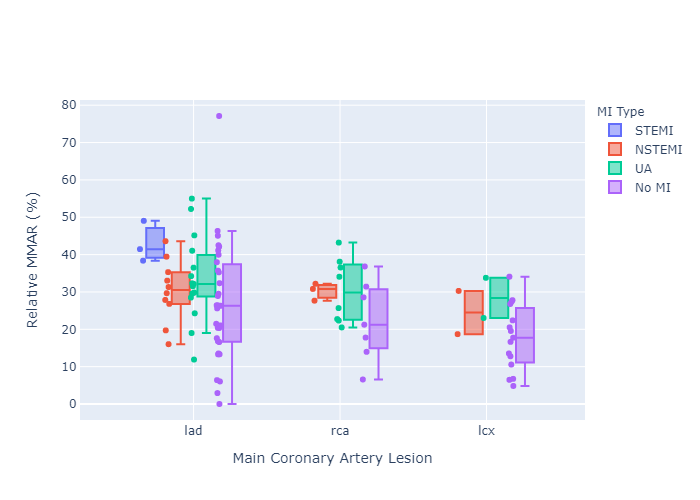 MI Type
STEMI
NSTEMI
UA
No MI
Relative MMAR (%)
80
70
60
50
40
30
20
10
0
lad
rca
lcx
Main Coronary Artery Lesion